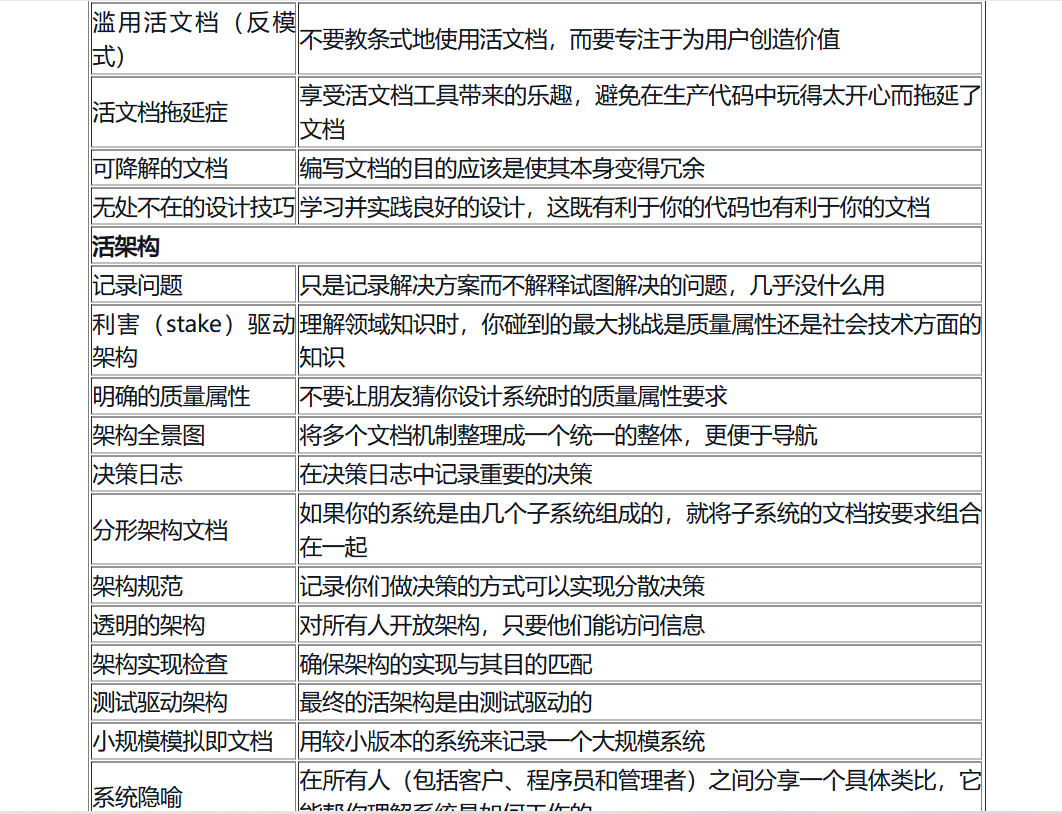 滥用活文档（反模
式）
不要教条式地使用活文档，而要专注于为用户创造价值
活文档拖延症
享受活文档工具带来的乐趣，避免在生产代码中玩得太开心而拖延了
文档
可降解的文档
编写文档的目的应该是使其本身变得冗余
无处不在的设计技巧
学习并实践良好的设计，这既有利于你的代码也有利于你的文档
活架构
记录问题
只是记录解决方案而不解释试图解决的问题，几乎没什么用
利害（stake）驱动
架构
理解领域知识时，你碰到的最大挑战是质量属性还是社会技术方面的
知识
明确的质量属性
不要让朋友猜你设计系统时的质量属性要求
架构全景图
将多个文档机制整理成一个统一的整体，更便于导航
决策日志
在决策日志中记录重要的决策
分形架构文档
如果你的系统是由几个子系统组成的，就将子系统的文档按要求组合
在一起
架构规范
记录你们做决策的方式可以实现分散决策
透明的架构
对所有人开放架构，只要他们能访问信息
架构实现检查
确保架构的实现与其目的匹配
测试驱动架构
最终的活架构是由测试驱动的
小规模模拟即文档
用较小版本的系统来记录一个大规模系统
系统隐喻
在所有人（包括客户、程序员和管理者）之间分享一个具体类比，它
能帮你理解系统是如何工作的